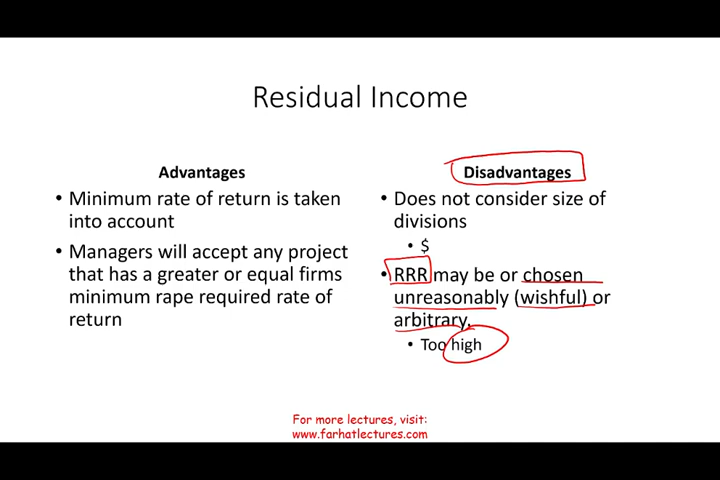 Residual Income
Advantages
• Minimum rate of return is taken
into account
• Managers will accept any project
that has a greater or equal firms
minimum rape required rate of
return
Disadvantages
• Does not consider size of
divisions
• $
• RRR may be or chosen
unreasonably (wishful) or
arbitrary.
• Too high
For more lectures, visit:
www.farhatlectures.com